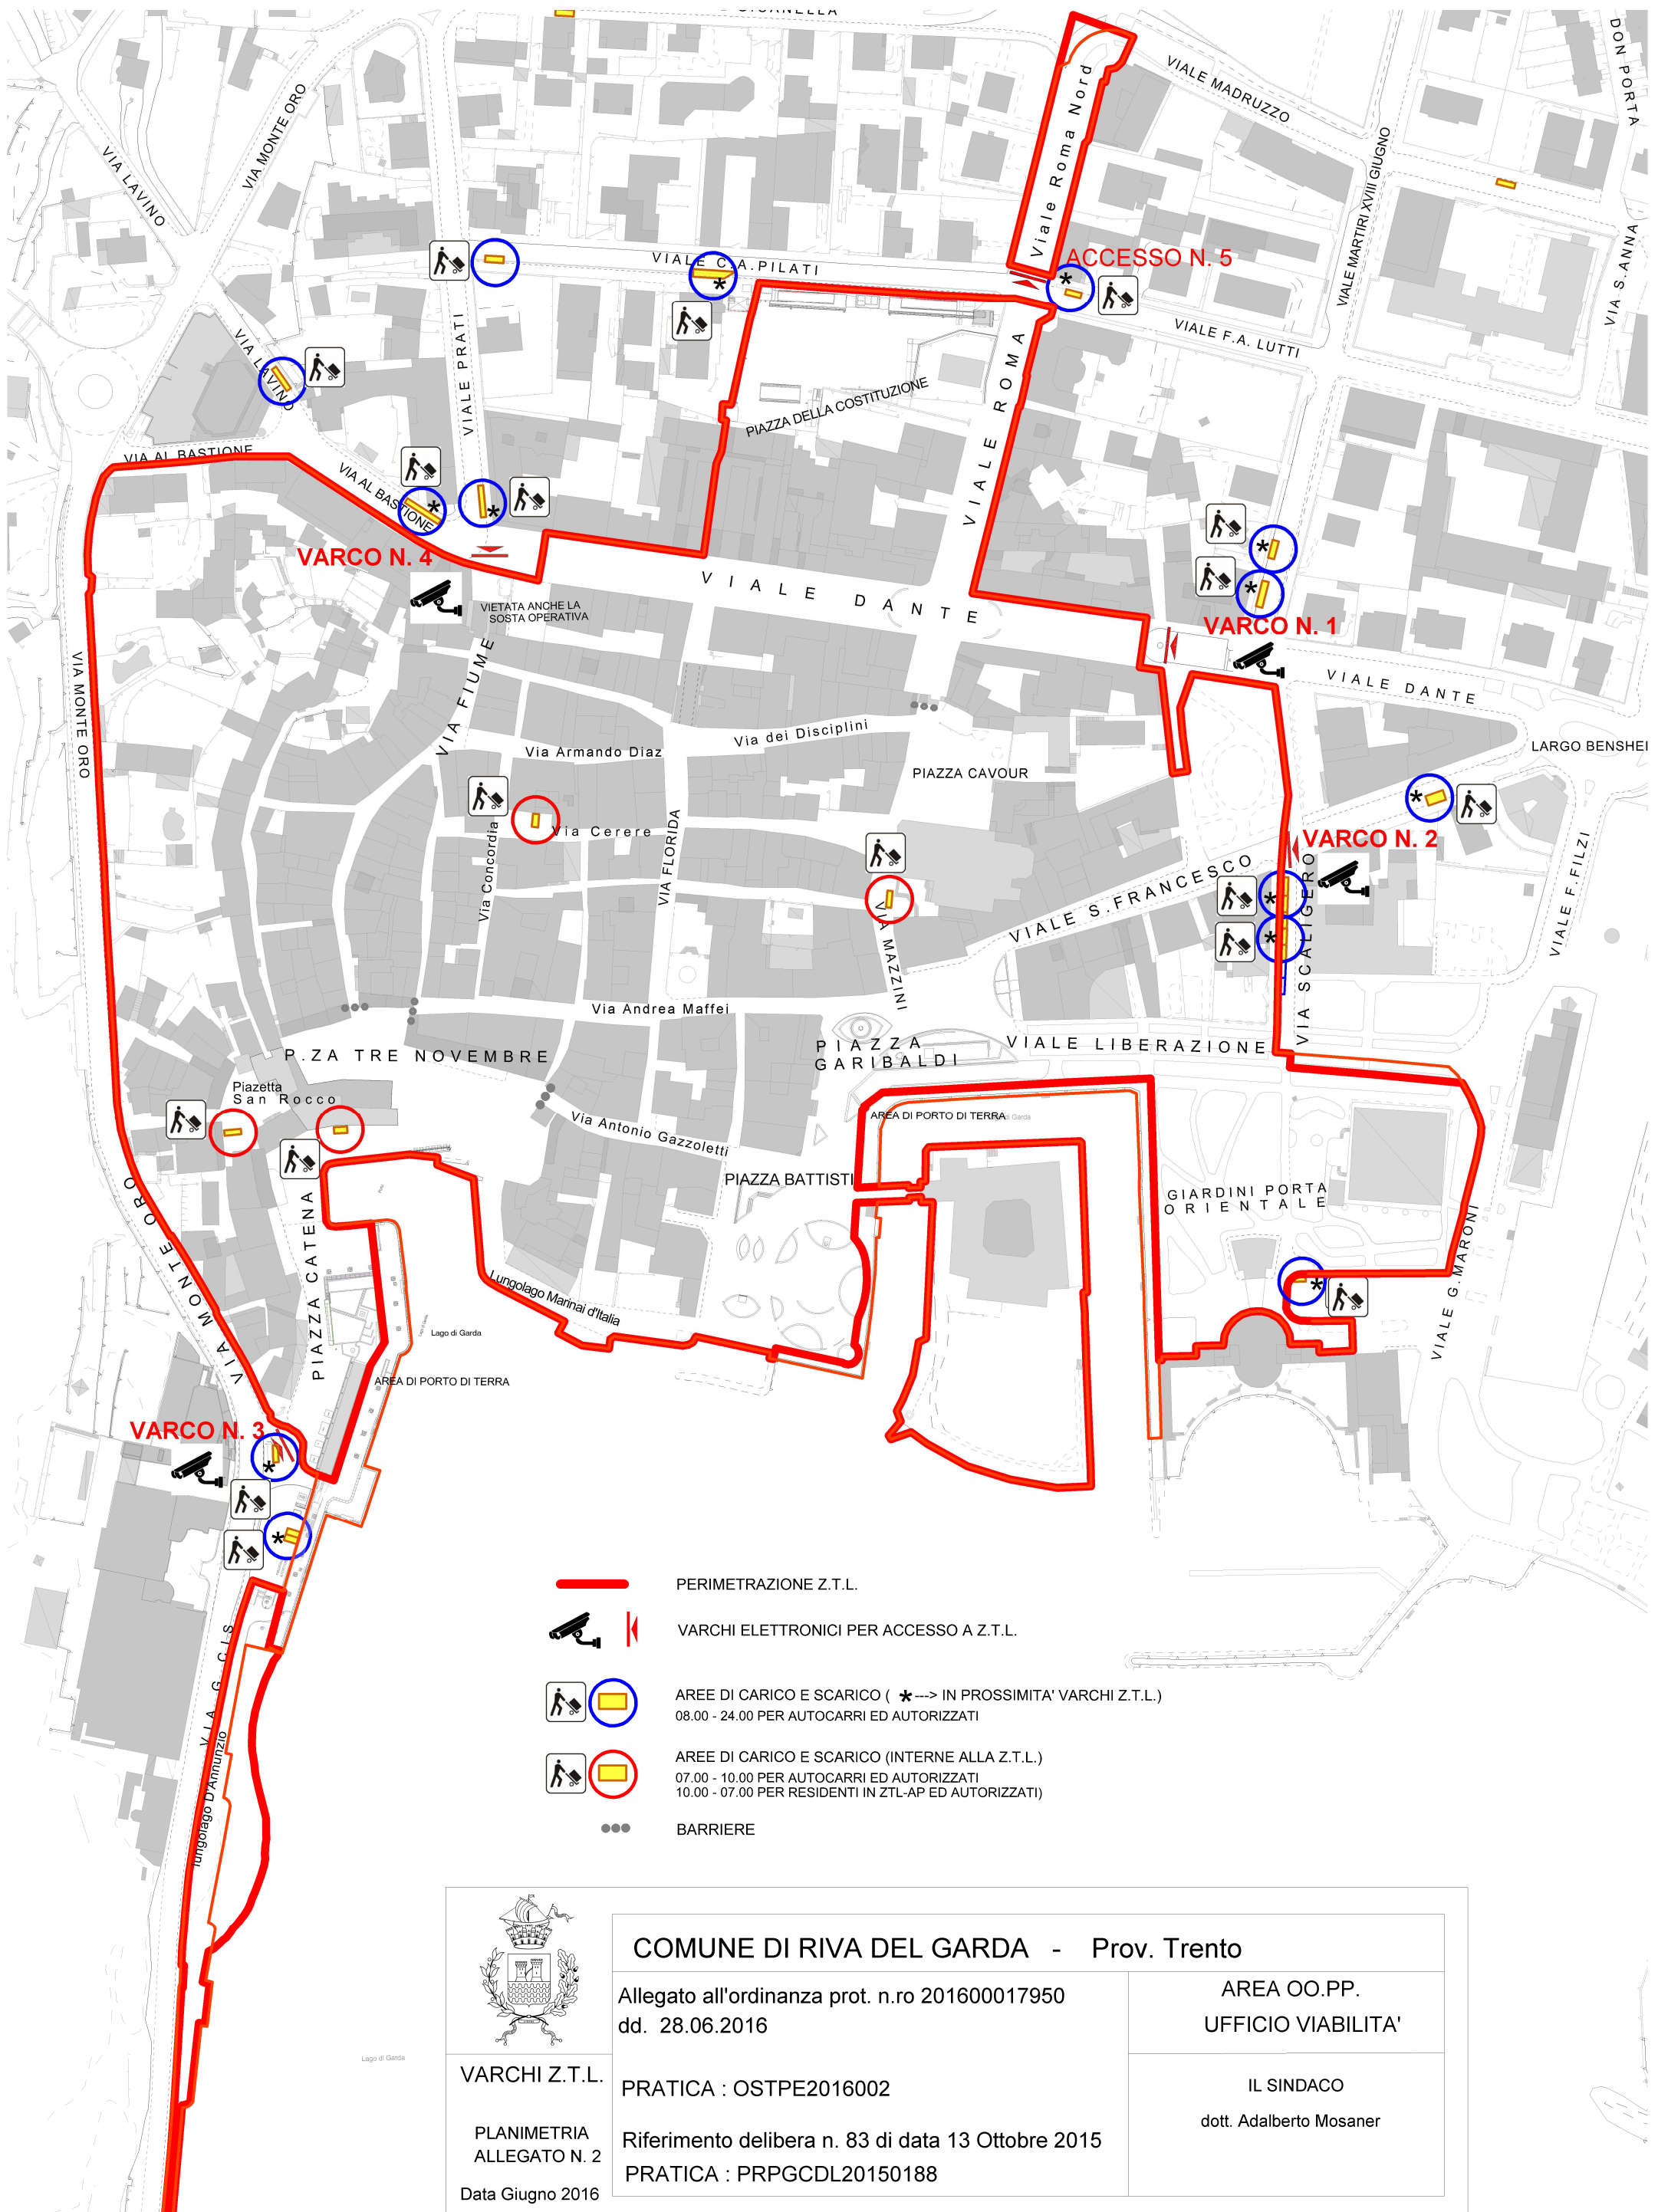 VIALE MADRUZZO
DON PORTA
VIA MONTE ORO
VIA LAVINO
Viale Roma Nord
VIALE MARTIRI XVIII GIUGNO
VIA S. ANNA
VIALE C.A.PILATI
ACCESSO N. 5
VIALE F.A. LUTTI
VIALE PRATI
VIA LAVINO
VIALE ROMA
PIAZZA DELLA COSTITUZIONE
VIA AL BASTIONE
VIA AL BASTIONE
VARCO N. 4
VIETATA ANCHE LA
SOSTA OPERATIVA
VIALE DANTE
VARCO N. 1
VIALE DANTE
VIA MONTE ORO
VIA FIUME
Via dei Disciplini
Via Armando Diaz
PIAZZA CAVOUR
LARGO BENSHEI
Via Concordia
Via Cerere
VIA FLORIDA
VARCO N. 2
VIALE S.FRANCESCO
VIA MAZZINI
VIA SCALIGERO
VIALE F.FILZI
Via Andrea Maffei
P.ZA TRE NOVEMBRE
PIAZZA
GARIBALDI
VIALE LIBERAZIONE
Piazetta
San Rocco
Via Antonio Gazzoletti
AREA DI PORTO DI TERRA
PIAZZA BATTISTI
GIARDINI PORTA
ORIENTALE
VIALE G.MARONI
VIA MONTE ORO
PIAZZA CATENA
Lungolago Marinai d'Italia
Lago di Garda
AREA DI PORTO DI TERRA
VARCO N. 3
VIA G. CIS
lungolago D'Annunzio
PERIMETRAZIONE Z.T.L.
VARCHI ELETTRONICI PER ACCESSO A Z.T.L.
AREE DI CARICO E SCARICO ( * ---> IN PROSSIMITA' VARCHI Z.T.L.)
08.00 - 24.00 PER AUTOCARRI ED AUTORIZZATI
AREE DI CARICO E SCARICO (INTERNE ALLA Z.T.L.)
07.00 - 10.00 PER AUTOCARRI ED AUTORIZZATI
10.00 - 07.00 PER RESIDENTI IN ZTL-AP ED AUTORIZZATI)
BARRIERE
COMUNE DI RIVA DEL GARDA - Prov. Trento
Allegato all'ordinanza prot. n.ro 201600017950
dd. 28.06.2016
AREA OO.PP.
UFFICIO VIABILITA'
Lago di Garda
VARCHI Z.T.L.
PRATICA : OSTPE2016002
IL SINDACO
dott. Adalberto Mosaner
PLANIMETRIA
ALLEGATO N. 2
Riferimento delibera n. 83 di data 13 Ottobre 2015
PRATICA : PRPGCDL20150188
Data Giugno 2016